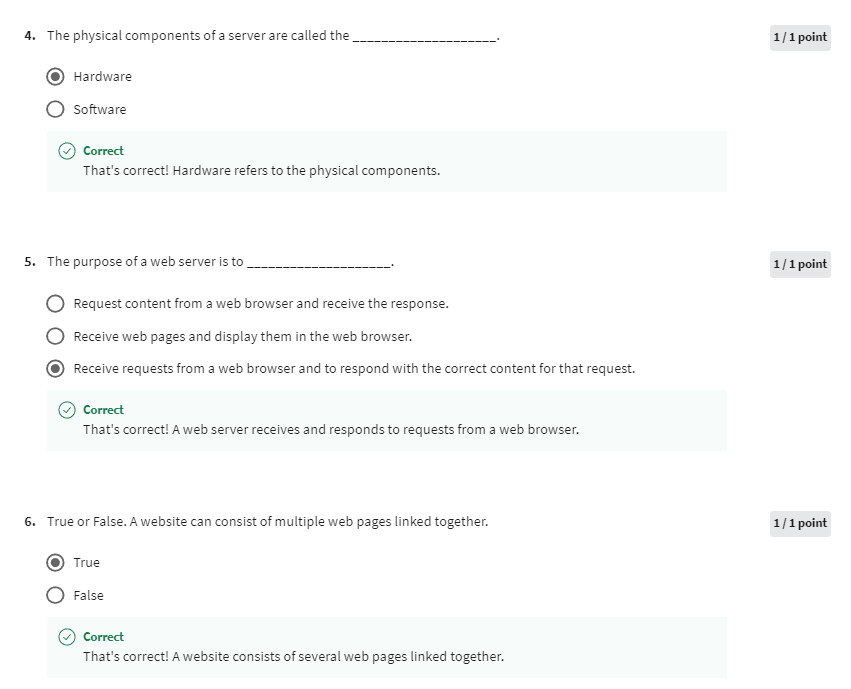 4. The physical components of a server are called the ____________________.
1 / 1 point
Hardware
Software
Correct
That's correct! Hardware refers to the physical components.
5. The purpose of a web server is to ____________________.
1 / 1 point
Request content from a web browser and receive the response.
Receive web pages and display them in the web browser.
Receive requests from a web browser and to respond with the correct content for that request.
Correct
That's correct! A web server receives and responds to requests from a web browser.
6. True or False. A website can consist of multiple web pages linked together.
1 / 1 point
True
False
Correct
That's correct! A website consists of several web pages linked together.